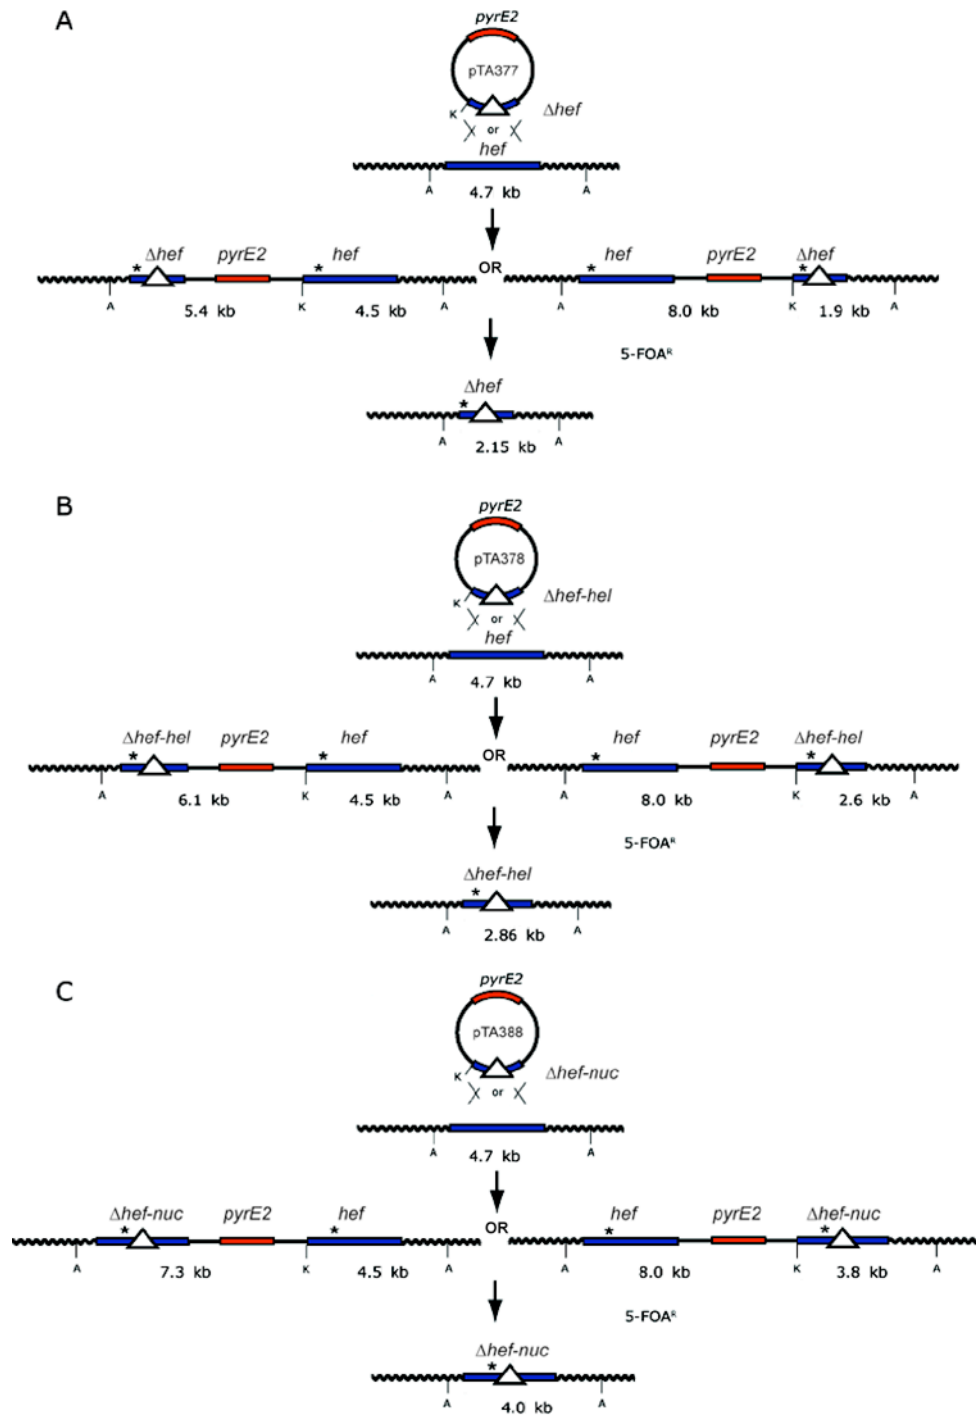 A
pyrE2
pTA377
K
Δhef
or
hef
A A
4.7 kb
* Δhef pyrE2 * hef OR * hef pyrE2 * Δhef
A K A A K A
5.4 kb 4.5 kb 8.0 kb 1.9 kb
5-FOAᴿ
Δhef
*
A A
2.15 kb
B
pyrE2
pTA378
K
Δhef-hel
or
hef
A A
4.7 kb
Δhef-hel pyrE2 hef OR hef pyrE2 Δhef-hel
* * * *
A K A A K A
6.1 kb 4.5 kb 8.0 kb 2.6 kb
5-FOAᴿ
Δhef-hel
*
A A
2.86 kb
C
pyrE2
pTA388
K
Δhef-nuc
or
A A
4.7 kb
Δhef-nuc pyrE2 hef OR hef pyrE2 Δhef-nuc
* * * *
A K A A K A
7.3 kb 4.5 kb 8.0 kb 3.8 kb
5-FOAᴿ
Δhef-nuc
*
A A
4.0 kb